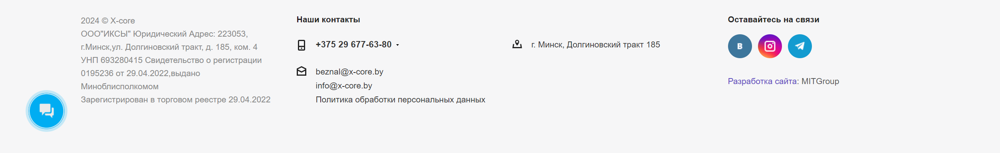 2024 © X-core
ООО"ИКСЫ" Юридический Адрес: 223053,
г.Минск,ул. Долгиновский тракт, д. 185, ком. 4
УНП 693280415 Свидетельство о регистрации
0195236 от 29.04.2022,выдано
Миноблисполкомом
Зарегистрирован в торговом реестре 29.04.2022
Наши контакты
+375 29 677-63-80
beznal@x-core.by
info@x-core.by
Политика обработки персональных данных
г. Минск, Долгиновский тракт 185
Оставайтесь на связи
В
Разработка сайта: MITGroup